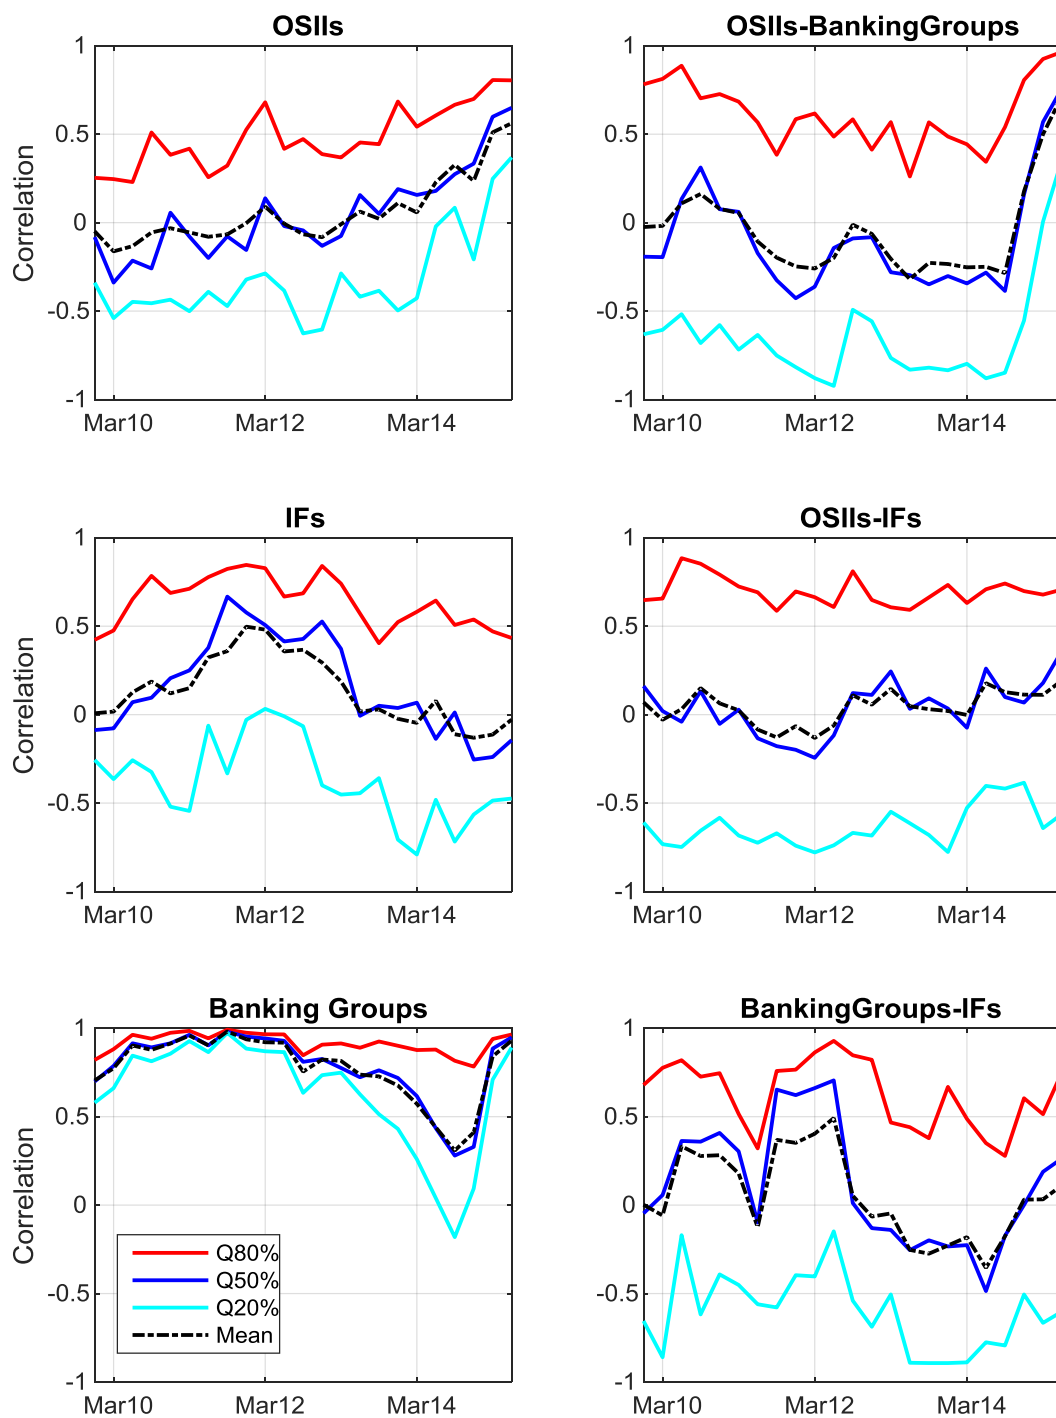 OSIIs
OSIIs-BankingGroups
Correlation
1
0.5
0
-0.5
-1
Mar10
Mar12
Mar14
1
0.5
0
-0.5
-1
Mar10
Mar12
Mar14
IFs
OSIIs-IFs
Correlation
1
0.5
0
-0.5
-1
Mar10
Mar12
Mar14
1
0.5
0
-0.5
-1
Mar10
Mar12
Mar14
Banking Groups
BankingGroups-IFs
Correlation
1
0.5
0
-0.5
-1
Q80%
Q50%
Q20%
Mean
Mar10
Mar12
Mar14
1
0.5
0
-0.5
-1
Mar10
Mar12
Mar14